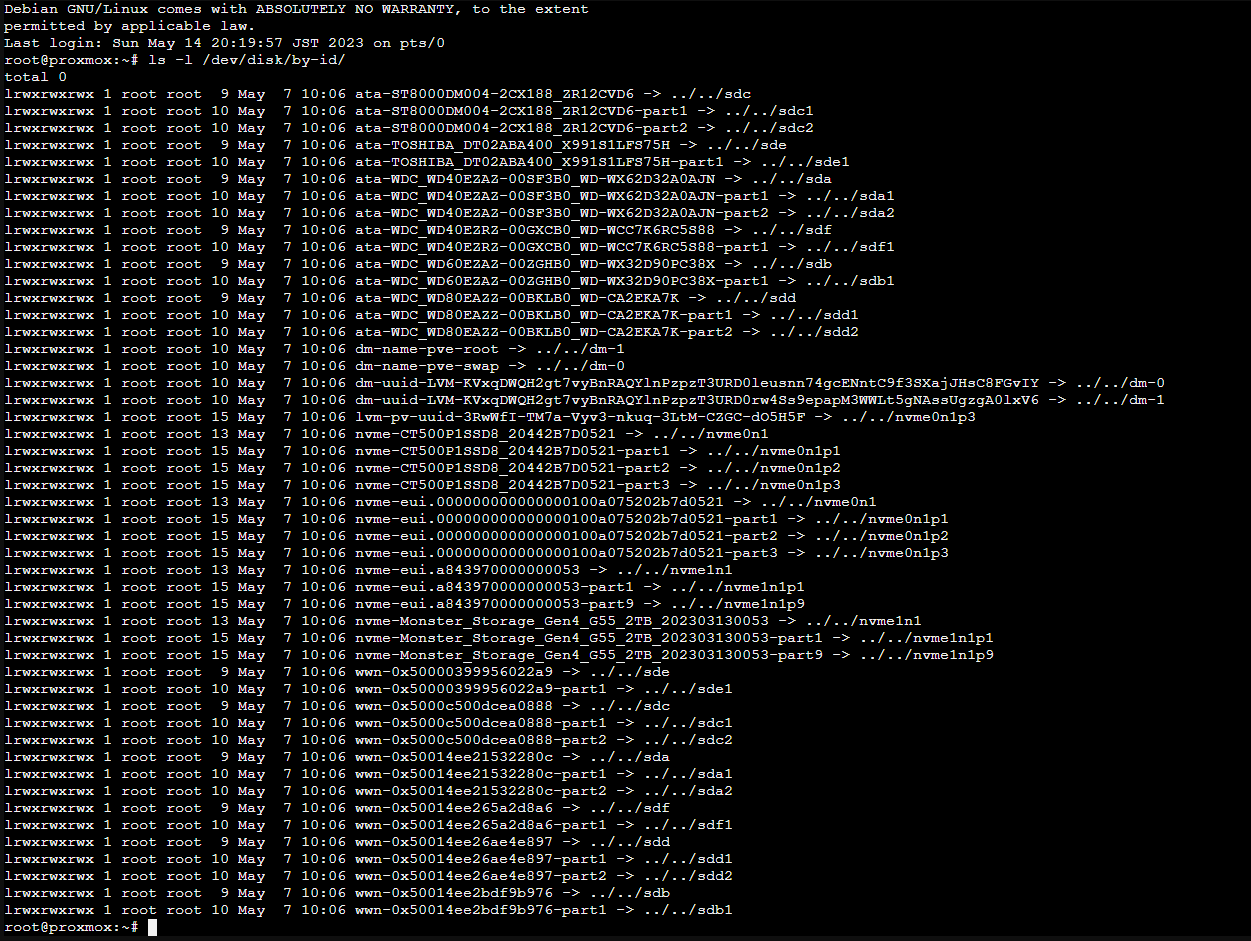 Debian GNU/Linux comes with ABSOLUTELY NO WARRANTY, to the extent
permitted by applicable law.
Last login: Sun May 14 20:19:57 JST 2023 on pts/0
root@proxmox:~# ls -l /dev/disk/by-id/
total 0
lrwxrwxrwx 1 root root  9 May  7 10:06 ata-ST8000DM004-2CX188_ZR12CVD6 -> ../../sdc
lrwxrwxrwx 1 root root 10 May  7 10:06 ata-ST8000DM004-2CX188_ZR12CVD6-part1 -> ../../sdc1
lrwxrwxrwx 1 root root 10 May  7 10:06 ata-ST8000DM004-2CX188_ZR12CVD6-part2 -> ../../sdc2
lrwxrwxrwx 1 root root  9 May  7 10:06 ata-TOSHIBA_DT02ABA400_X991S1LFS75H -> ../../sde
lrwxrwxrwx 1 root root 10 May  7 10:06 ata-TOSHIBA_DT02ABA400_X991S1LFS75H-part1 -> ../../sde1
lrwxrwxrwx 1 root root  9 May  7 10:06 ata-WDC_WD40EZAZ-00SF3B0_WD-WX62D32A0AJN -> ../../sda
lrwxrwxrwx 1 root root 10 May  7 10:06 ata-WDC_WD40EZAZ-00SF3B0_WD-WX62D32A0AJN-part1 -> ../../sda1
lrwxrwxrwx 1 root root 10 May  7 10:06 ata-WDC_WD40EZAZ-00SF3B0_WD-WX62D32A0AJN-part2 -> ../../sda2
lrwxrwxrwx 1 root root  9 May  7 10:06 ata-WDC_WD40EZRZ-00GXCB0_WD-WCC7K6RC5S88 -> ../../sdf
lrwxrwxrwx 1 root root 10 May  7 10:06 ata-WDC_WD40EZRZ-00GXCB0_WD-WCC7K6RC5S88-part1 -> ../../sdf1
lrwxrwxrwx 1 root root  9 May  7 10:06 ata-WDC_WD60EZAZ-00ZGHB0_WD-WX32D90PC38X -> ../../sdb
lrwxrwxrwx 1 root root 10 May  7 10:06 ata-WDC_WD60EZAZ-00ZGHB0_WD-WX32D90PC38X-part1 -> ../../sdb1
lrwxrwxrwx 1 root root  9 May  7 10:06 ata-WDC_WD80EAZZ-00BKLB0_WD-CA2EKA7K -> ../../sdd
lrwxrwxrwx 1 root root 10 May  7 10:06 ata-WDC_WD80EAZZ-00BKLB0_WD-CA2EKA7K-part1 -> ../../sdd1
lrwxrwxrwx 1 root root 10 May  7 10:06 ata-WDC_WD80EAZZ-00BKLB0_WD-CA2EKA7K-part2 -> ../../sdd2
lrwxrwxrwx 1 root root 10 May  7 10:06 dm-name-pve-root -> ../../dm-1
lrwxrwxrwx 1 root root 10 May  7 10:06 dm-name-pve-swap -> ../../dm-0
lrwxrwxrwx 1 root root 10 May  7 10:06 dm-uuid-LVM-KVxqDWQH2gt7vyBnRAQYlnPzpzT3URD0leusnn74gcENntC9f3SXajJHsC8FGvIY -> ../../dm-0
lrwxrwxrwx 1 root root 10 May  7 10:06 dm-uuid-LVM-KVxqDWQH2gt7vyBnRAQYlnPzpzT3URD0rw4Ss9epapM3WWLt5gNAssUgzgA0lxV6 -> ../../dm-1
lrwxrwxrwx 1 root root 15 May  7 10:06 lvm-pv-uuid-3RwWfI-TM7a-Vyv3-nkuq-3LtM-CZGC-dO5H5F -> ../../nvme0n1p3
lrwxrwxrwx 1 root root 13 May  7 10:06 nvme-CT500P1SSD8_20442B7D0521 -> ../../nvme0n1
lrwxrwxrwx 1 root root 15 May  7 10:06 nvme-CT500P1SSD8_20442B7D0521-part1 -> ../../nvme0n1p1
lrwxrwxrwx 1 root root 15 May  7 10:06 nvme-CT500P1SSD8_20442B7D0521-part2 -> ../../nvme0n1p2
lrwxrwxrwx 1 root root 15 May  7 10:06 nvme-CT500P1SSD8_20442B7D0521-part3 -> ../../nvme0n1p3
lrwxrwxrwx 1 root root 13 May  7 10:06 nvme-eui.000000000000000100a075202b7d0521 -> ../../nvme0n1
lrwxrwxrwx 1 root root 15 May  7 10:06 nvme-eui.000000000000000100a075202b7d0521-part1 -> ../../nvme0n1p1
lrwxrwxrwx 1 root root 15 May  7 10:06 nvme-eui.000000000000000100a075202b7d0521-part2 -> ../../nvme0n1p2
lrwxrwxrwx 1 root root 15 May  7 10:06 nvme-eui.000000000000000100a075202b7d0521-part3 -> ../../nvme0n1p3
lrwxrwxrwx 1 root root 13 May  7 10:06 nvme-eui.a843970000000053 -> ../../nvme1n1
lrwxrwxrwx 1 root root 15 May  7 10:06 nvme-eui.a843970000000053-part1 -> ../../nvme1n1p1
lrwxrwxrwx 1 root root 15 May  7 10:06 nvme-eui.a843970000000053-part9 -> ../../nvme1n1p9
lrwxrwxrwx 1 root root 13 May  7 10:06 nvme-Monster_Storage_Gen4_G55_2TB_202303130053 -> ../../nvme1n1
lrwxrwxrwx 1 root root 15 May  7 10:06 nvme-Monster_Storage_Gen4_G55_2TB_202303130053-part1 -> ../../nvme1n1p1
lrwxrwxrwx 1 root root 15 May  7 10:06 nvme-Monster_Storage_Gen4_G55_2TB_202303130053-part9 -> ../../nvme1n1p9
lrwxrwxrwx 1 root root  9 May  7 10:06 wwn-0x50000399956022a9 -> ../../sde
lrwxrwxrwx 1 root root 10 May  7 10:06 wwn-0x50000399956022a9-part1 -> ../../sde1
lrwxrwxrwx 1 root root  9 May  7 10:06 wwn-0x5000c500dcea0888 -> ../../sdc
lrwxrwxrwx 1 root root 10 May  7 10:06 wwn-0x5000c500dcea0888-part1 -> ../../sdc1
lrwxrwxrwx 1 root root 10 May  7 10:06 wwn-0x5000c500dcea0888-part2 -> ../../sdc2
lrwxrwxrwx 1 root root  9 May  7 10:06 wwn-0x50014ee21532280c -> ../../sda
lrwxrwxrwx 1 root root 10 May  7 10:06 wwn-0x50014ee21532280c-part1 -> ../../sda1
lrwxrwxrwx 1 root root 10 May  7 10:06 wwn-0x50014ee21532280c-part2 -> ../../sda2
lrwxrwxrwx 1 root root  9 May  7 10:06 wwn-0x50014ee265a2d8a6 -> ../../sdf
lrwxrwxrwx 1 root root 10 May  7 10:06 wwn-0x50014ee265a2d8a6-part1 -> ../../sdf1
lrwxrwxrwx 1 root root  9 May  7 10:06 wwn-0x50014ee26ae4e897 -> ../../sdd
lrwxrwxrwx 1 root root 10 May  7 10:06 wwn-0x50014ee26ae4e897-part1 -> ../../sdd1
lrwxrwxrwx 1 root root 10 May  7 10:06 wwn-0x50014ee26ae4e897-part2 -> ../../sdd2
lrwxrwxrwx 1 root root  9 May  7 10:06 wwn-0x50014ee2bdf9b976 -> ../../sdb
lrwxrwxrwx 1 root root 10 May  7 10:06 wwn-0x50014ee2bdf9b976-part1 -> ../../sdb1
root@proxmox:~#